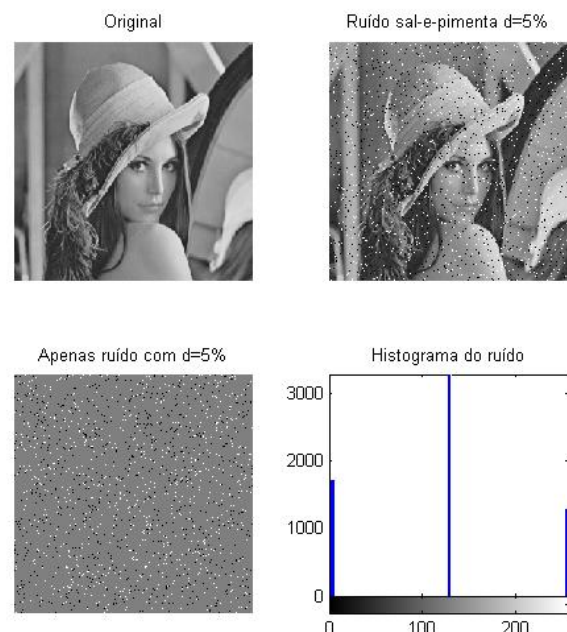 Original
Ruído sal-e-pimenta d=5%
Apenas ruído com d=5%
Histograma do ruído
3000
2000
1000
0
0
100
200